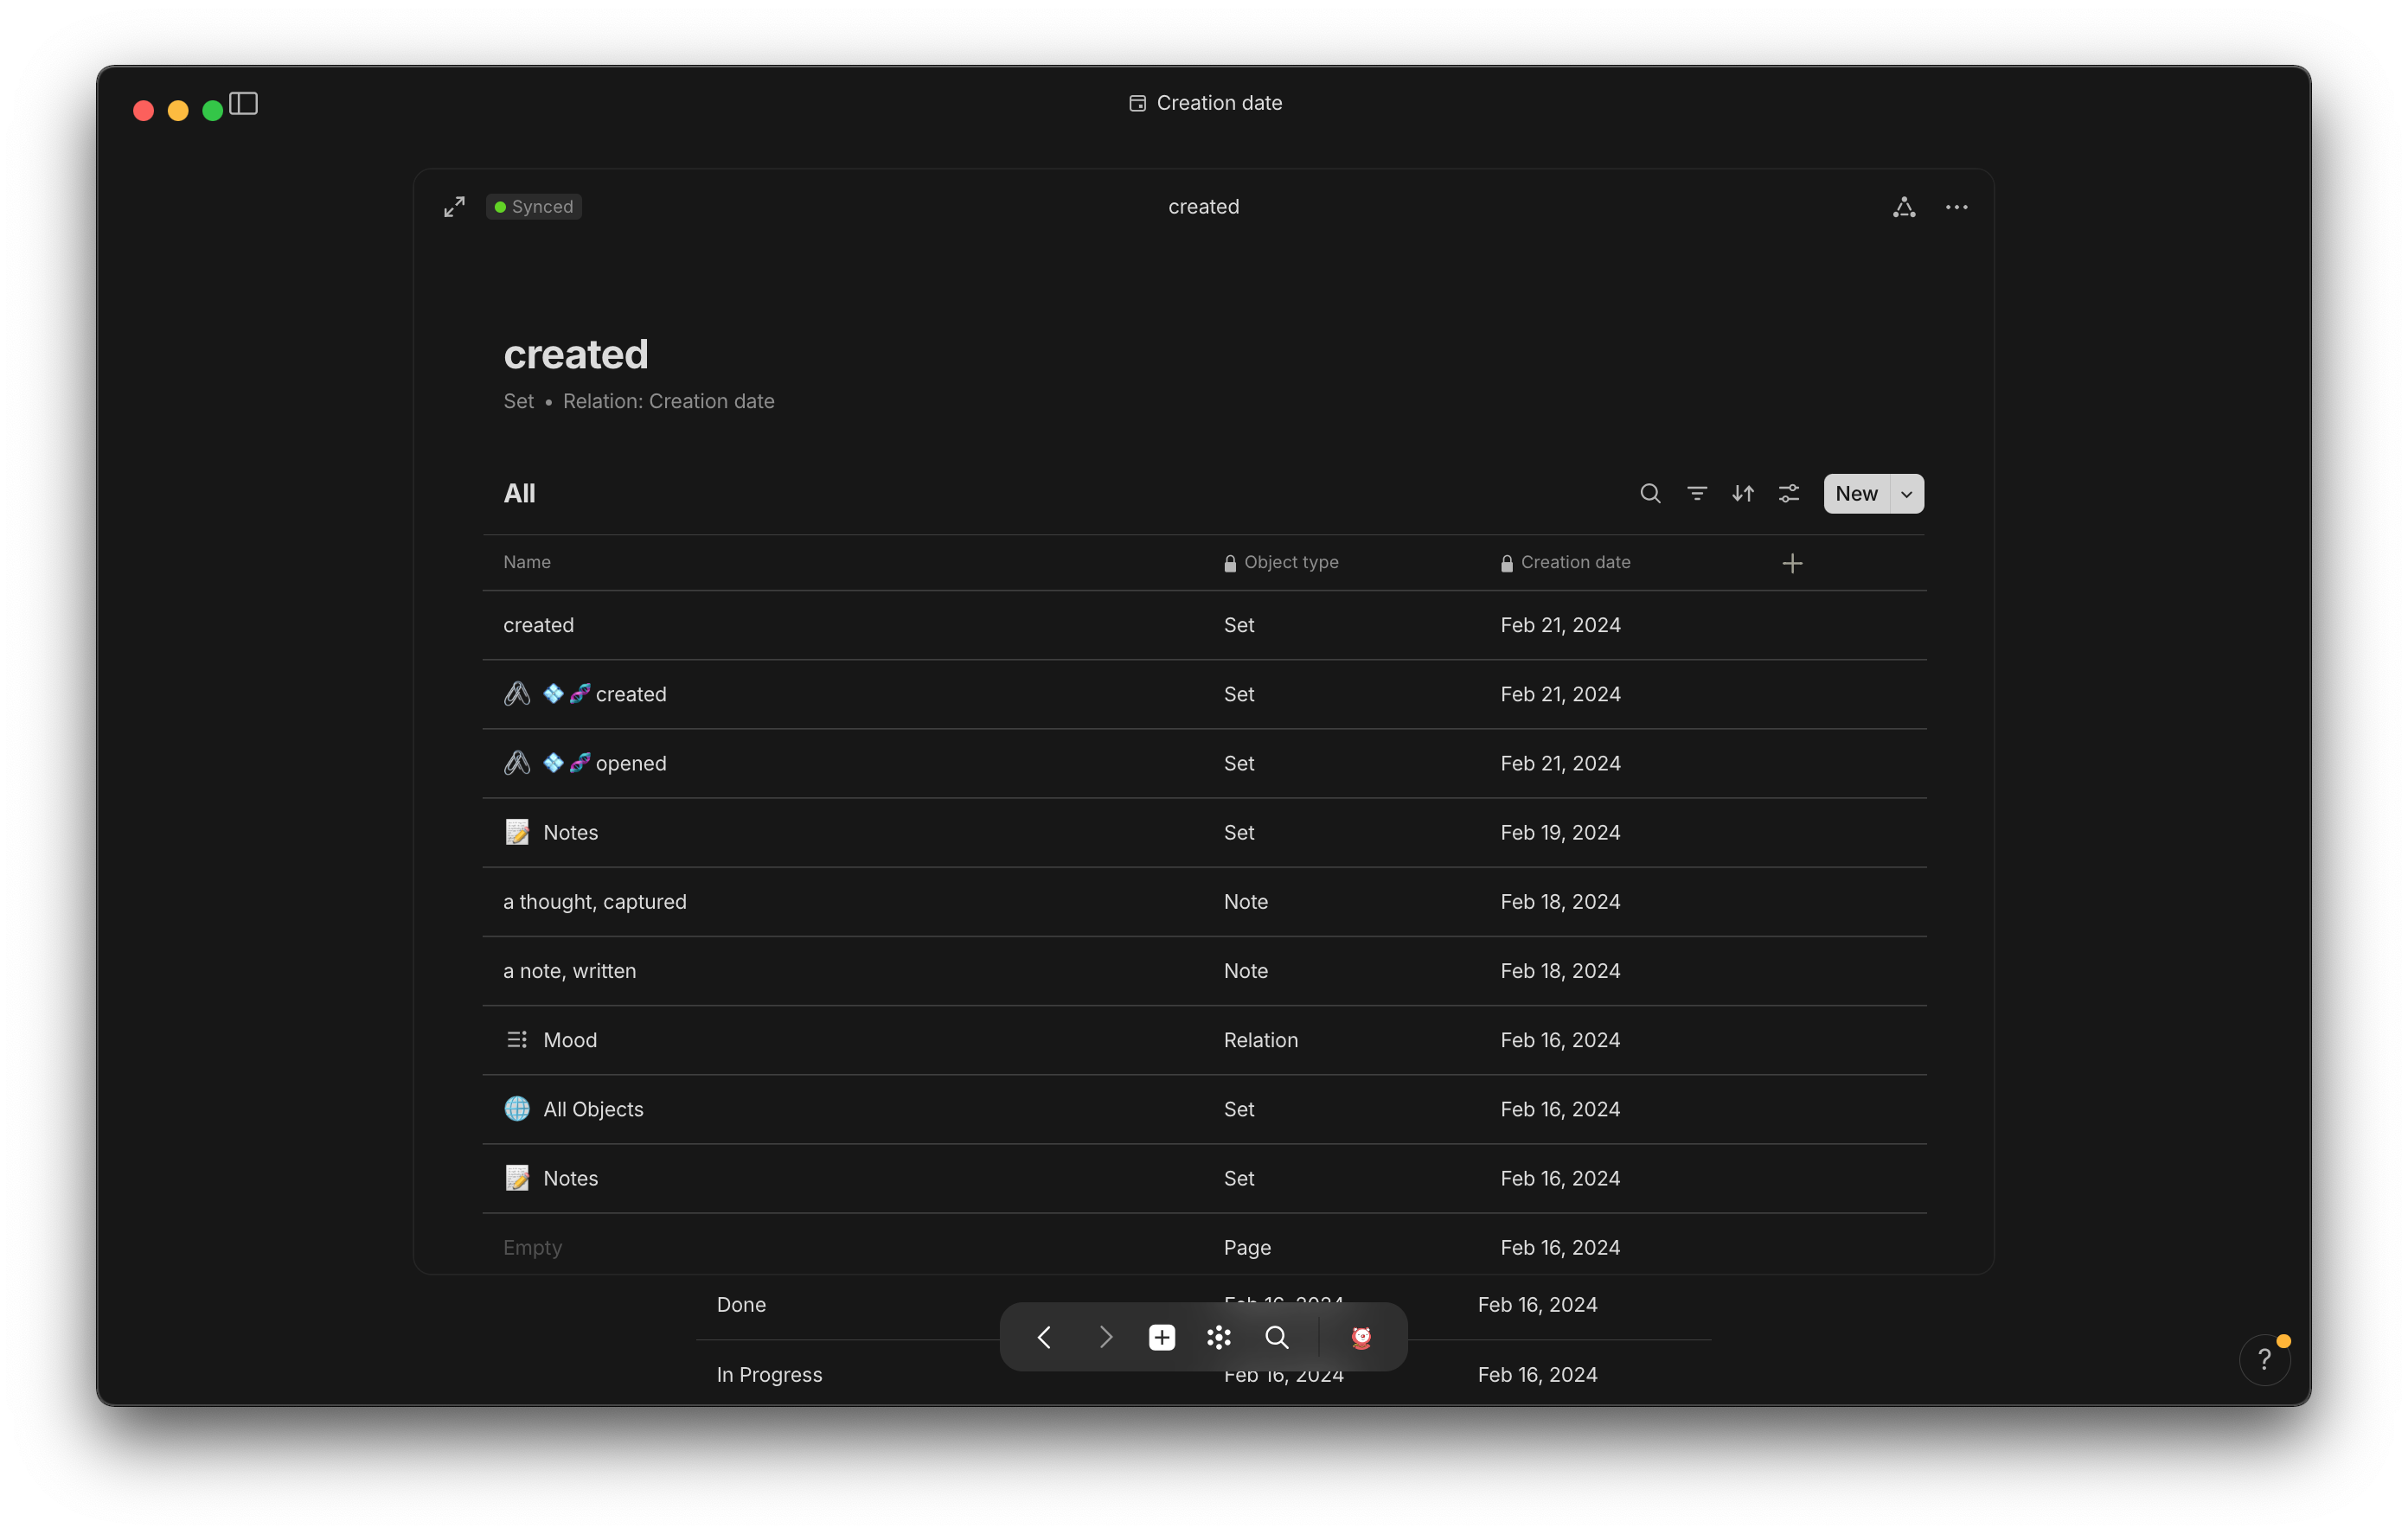 Creation date
Synced
created
created
Set • Relation: Creation date
All
New
Name Object type Creation date
created Set Feb 21, 2024
created Set Feb 21, 2024
opened Set Feb 21, 2024
Notes Set Feb 19, 2024
a thought, captured Note Feb 18, 2024
a note, written Note Feb 18, 2024
Mood Relation Feb 16, 2024
All Objects Set Feb 16, 2024
Notes Set Feb 16, 2024
Empty Page Feb 16, 2024
Done Feb 16, 2024 Feb 16, 2024
In Progress Feb 16, 2024 Feb 16, 2024
?